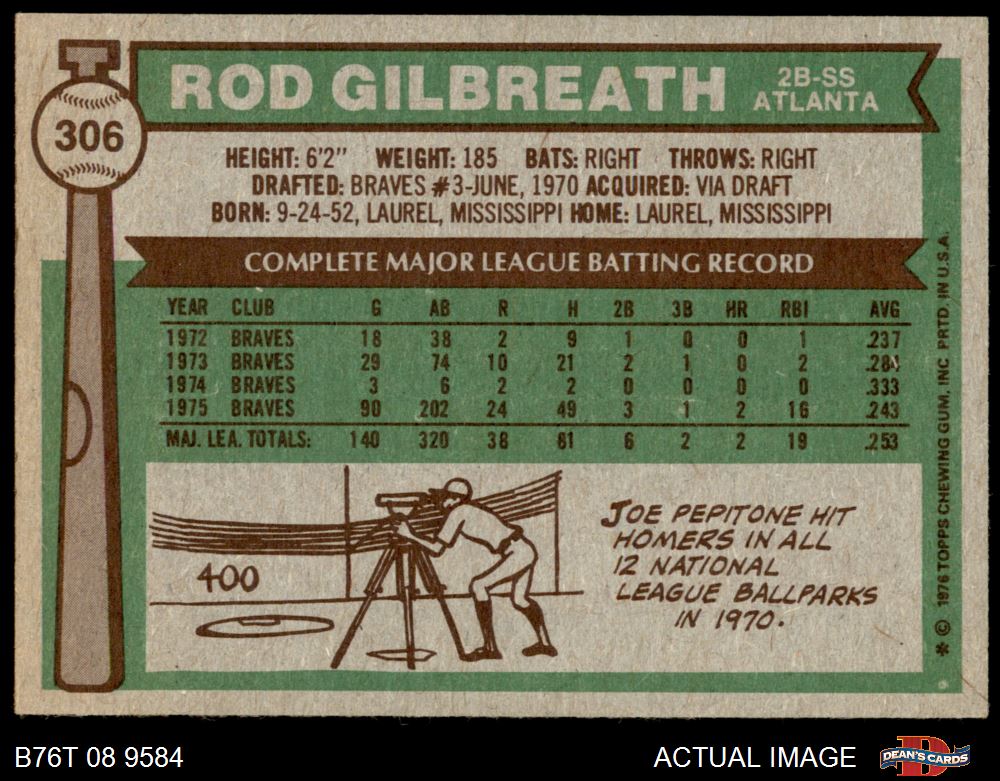 ROD GILBREATH
2B-SS
ATLANTA
306
HEIGHT: 6'2" WEIGHT: 185 BATS: RIGHT THROWS: RIGHT
DRAFTED: BRAVES #3-JUNE, 1970 ACQUIRED: VIA DRAFT
BORN: 9-24-52, LAUREL, MISSISSIPPI HOME: LAUREL, MISSISSIPPI
COMPLETE MAJOR LEAGUE BATTING RECORD
YEAR CLUB G AB R H 2B 3B HR RBI AVG
1972 BRAVES 18 38 2 9 1 0 0 1 .237
1973 BRAVES 29 74 10 21 2 1 0 2 .284
1974 BRAVES 3 6 2 2 0 0 0 0 .333
1975 BRAVES 90 202 24 49 3 1 2 16 .243
MAJ. LEA. TOTALS: 140 320 38 81 6 2 2 19 .253
400
JOE PEPITONE HIT
HOMERS IN ALL
12 NATIONAL
LEAGUE BALLPARKS
IN 1970.
* © 1976 TOPPS CHEWING GUM, INC. PRTD. IN U.S.A.
B76T 08 9584
ACTUAL IMAGE
DEAN'S CARDS